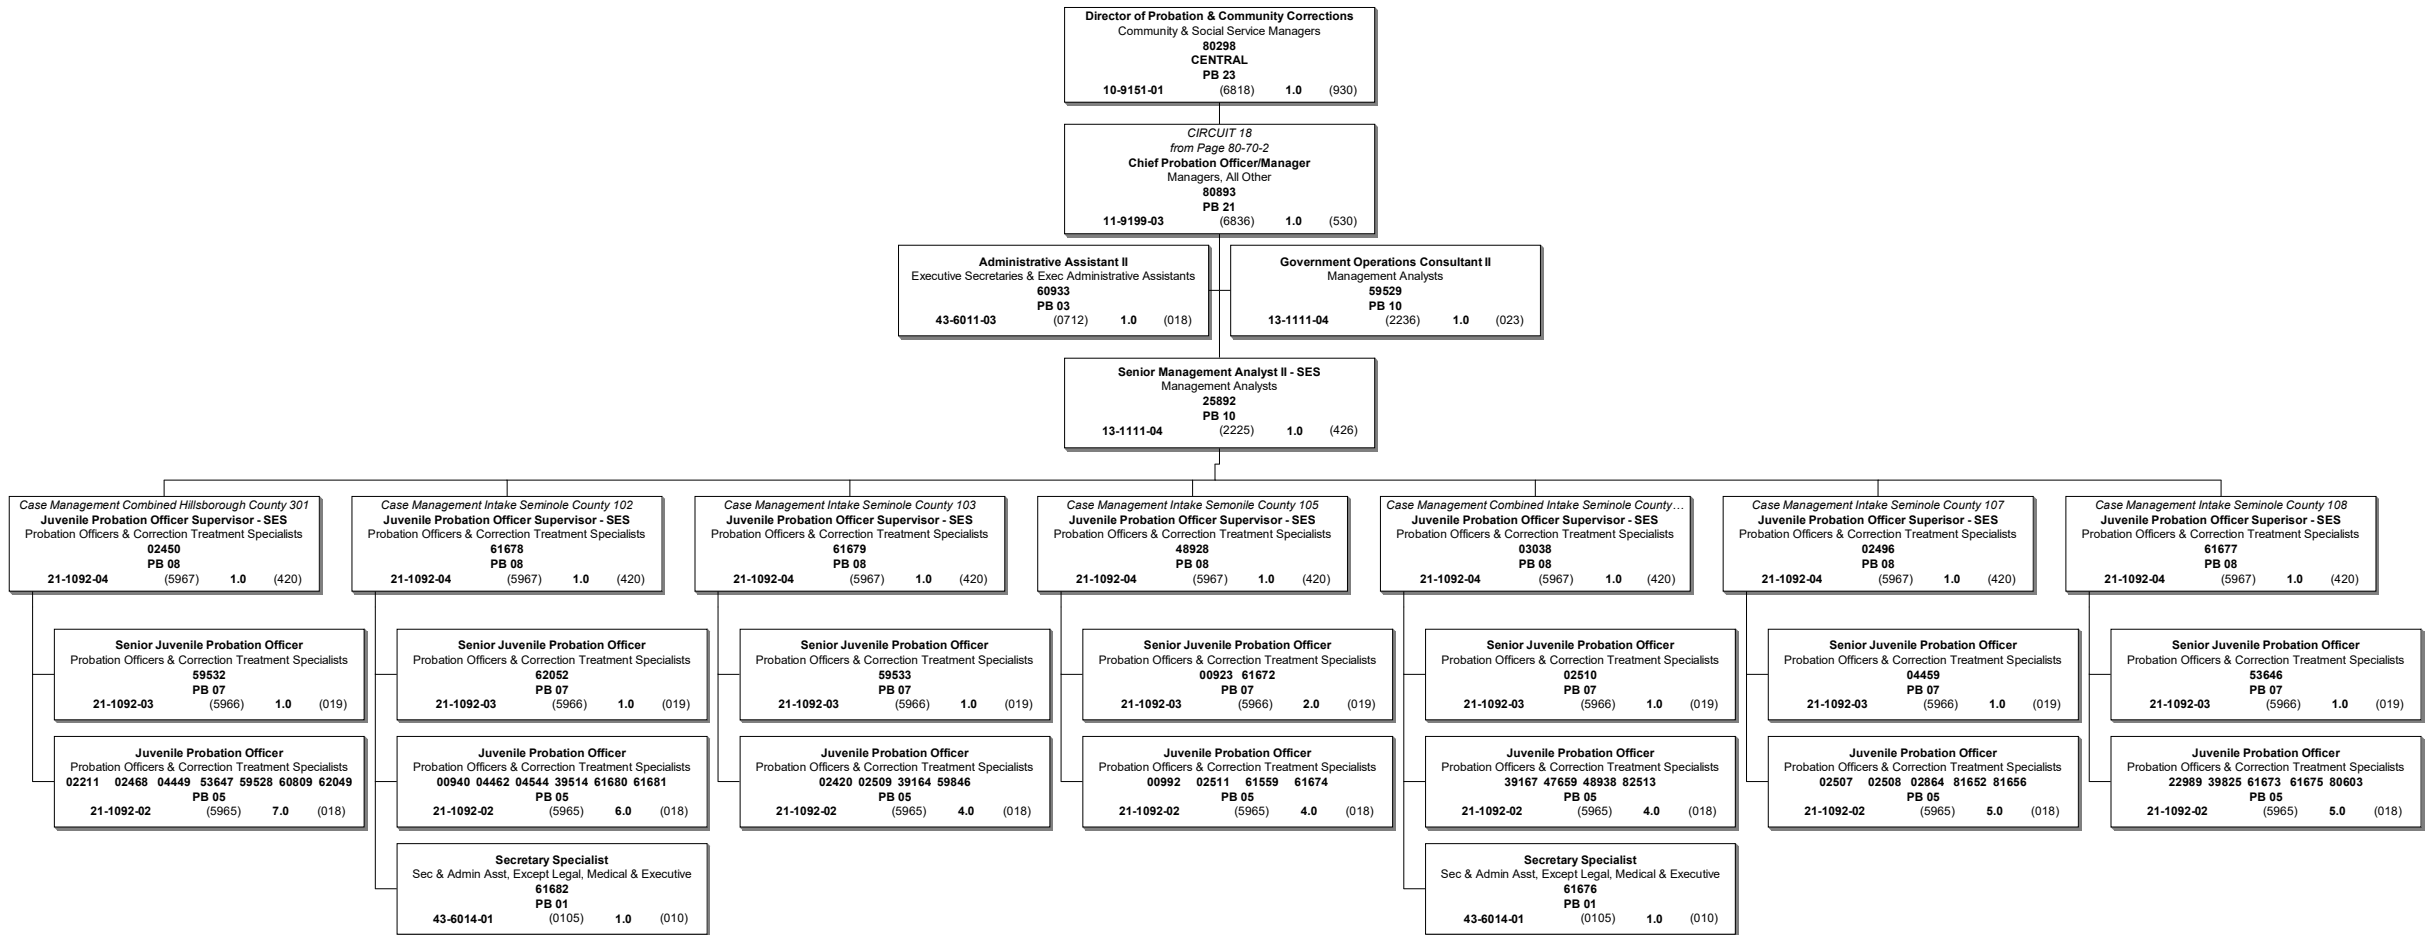 Director of Probation & Community Corrections
Community & Social Service Managers
80298
CENTRAL
PB 23
10-9151-01 (6818) 1.0 (930)
CIRCUIT 18
from Page 80-70-2
Chief Probation Officer/Manager
Managers, All Other
80893
PB 21
11-9199-03 (6836) 1.0 (530)
Administrative Assistant II
Executive Secretaries & Exec Administrative Assistants
60933
PB 03
43-6011-03 (0712) 1.0 (018)
Government Operations Consultant II
Management Analysts
59529
PB 10
13-1111-04 (2236) 1.0 (023)
Senior Management Analyst II - SES
Management Analysts
25892
PB 10
13-1111-04 (2225) 1.0 (426)
Case Management Combined Hillsborough County 301
Juvenile Probation Officer Supervisor - SES
Probation Officers & Correction Treatment Specialists
02450
PB 08
21-1092-04 (5967) 1.0 (420)
Case Management Intake Seminole County 102
Juvenile Probation Officer Supervisor - SES
Probation Officers & Correction Treatment Specialists
61678
PB 08
21-1092-04 (5967) 1.0 (420)
Case Management Intake Seminole County 103
Juvenile Probation Officer Supervisor - SES
Probation Officers & Correction Treatment Specialists
61679
PB 08
21-1092-04 (5967) 1.0 (420)
Case Management Intake Semonile County 105
Juvenile Probation Officer Supervisor - SES
Probation Officers & Correction Treatment Specialists
48928
PB 08
21-1092-04 (5967) 1.0 (420)
Case Management Combined Intake Seminole County…
Juvenile Probation Officer Supervisor - SES
Probation Officers & Correction Treatment Specialists
03038
PB 08
21-1092-04 (5967) 1.0 (420)
Case Management Intake Seminole County 107
Juvenile Probation Officer Superisor - SES
Probation Officers & Correction Treatment Specialists
02496
PB 08
21-1092-04 (5967) 1.0 (420)
Case Management Intake Seminole County 108
Juvenile Probation Officer Superisor - SES
Probation Officers & Correction Treatment Specialists
61677
PB 08
21-1092-04 (5967) 1.0 (420)
Senior Juvenile Probation Officer
Probation Officers & Correction Treatment Specialists
59532
PB 07
21-1092-03 (5966) 1.0 (019)
Senior Juvenile Probation Officer
Probation Officers & Correction Treatment Specialists
62052
PB 07
21-1092-03 (5966) 1.0 (019)
Senior Juvenile Probation Officer
Probation Officers & Correction Treatment Specialists
59533
PB 07
21-1092-03 (5966) 1.0 (019)
Senior Juvenile Probation Officer
Probation Officers & Correction Treatment Specialists
00923 61672
PB 07
21-1092-03 (5966) 2.0 (019)
Senior Juvenile Probation Officer
Probation Officers & Correction Treatment Specialists
02510
PB 07
21-1092-03 (5966) 1.0 (019)
Senior Juvenile Probation Officer
Probation Officers & Correction Treatment Specialists
04459
PB 07
21-1092-03 (5966) 1.0 (019)
Senior Juvenile Probation Officer
Probation Officers & Correction Treatment Specialists
53646
PB 07
21-1092-03 (5966) 1.0 (019)
Juvenile Probation Officer
Probation Officers & Correction Treatment Specialists
02211 02468 04449 53647 59528 60809 62049
PB 05
21-1092-02 (5965) 7.0 (018)
Juvenile Probation Officer
Probation Officers & Correction Treatment Specialists
00940 04462 04544 39514 61680 61681
PB 05
21-1092-02 (5965) 6.0 (018)
Juvenile Probation Officer
Probation Officers & Correction Treatment Specialists
02420 02509 39164 59846
PB 05
21-1092-02 (5965) 4.0 (018)
Juvenile Probation Officer
Probation Officers & Correction Treatment Specialists
00992 02511 61559 61674
PB 05
21-1092-02 (5965) 4.0 (018)
Juvenile Probation Officer
Probation Officers & Correction Treatment Specialists
39167 47659 48938 82513
PB 05
21-1092-02 (5965) 4.0 (018)
Juvenile Probation Officer
Probation Officers & Correction Treatment Specialists
02507 02508 02864 81652 81656
PB 05
21-1092-02 (5965) 5.0 (018)
Juvenile Probation Officer
Probation Officers & Correction Treatment Specialists
22989 39825 61673 61675 80603
PB 05
21-1092-02 (5965) 5.0 (018)
Secretary Specialist
Sec & Admin Asst, Except Legal, Medical & Executive
61682
PB 01
43-6014-01 (0105) 1.0 (010)
Secretary Specialist
Sec & Admin Asst, Except Legal, Medical & Executive
61676
PB 01
43-6014-01 (0105) 1.0 (010)